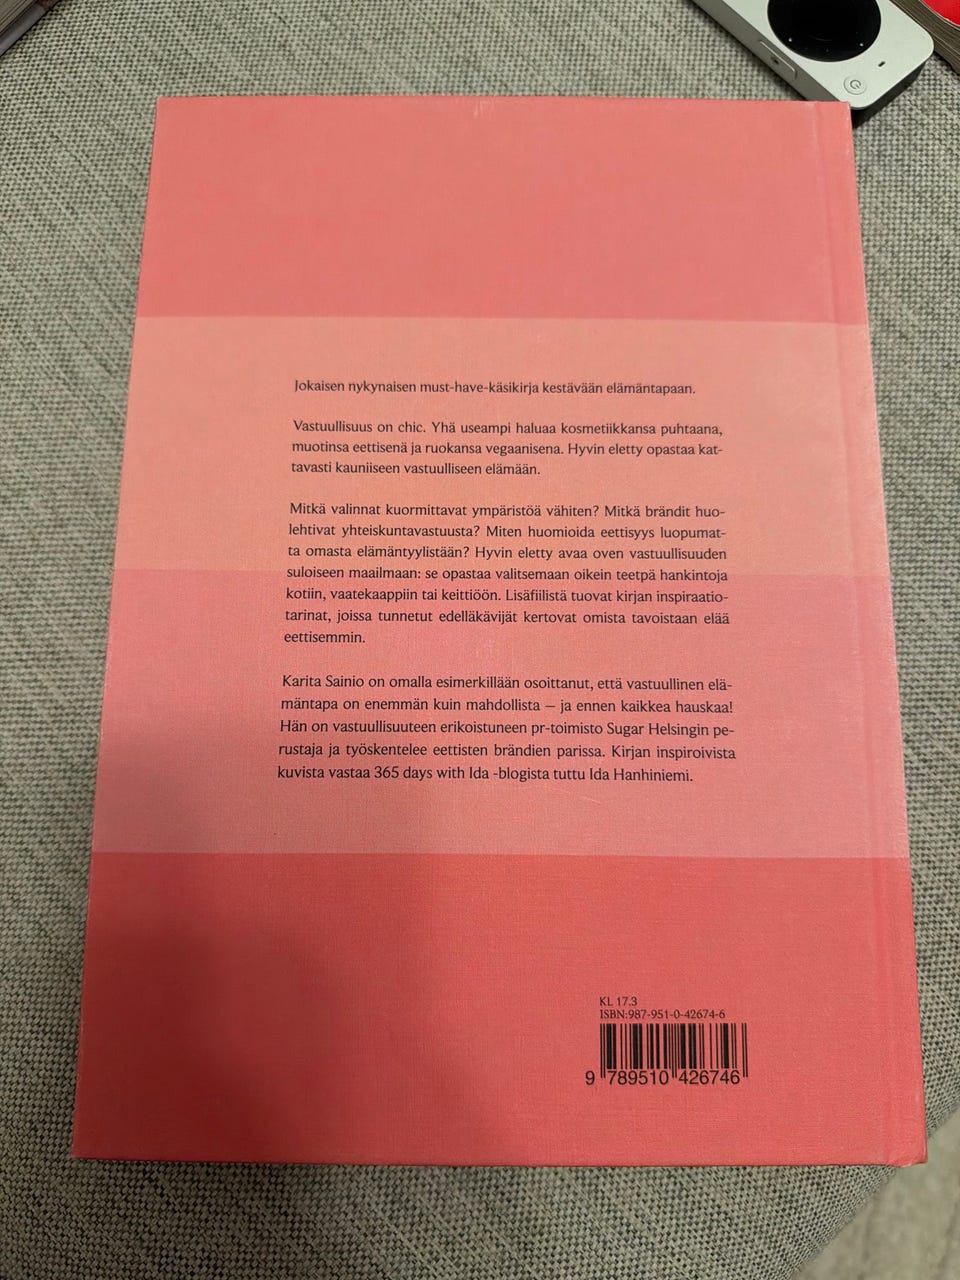 Jokaisen nykynaisen must-have-käsikirja kestävään elämäntapaan.
Vastuullisuus on chic. Yhä useampi haluaa kosmetiikkansa puhtaana,
muotinsa eettisenä ja ruokansa vegaanisena. Hyvin eletty opastaa kat-
tavasti kauniiseen vastuulliseen elämään.
Mitkä valinnat kuormittavat ympäristöä vähiten? Mitkä brändit huo-
lehtivat yhteiskuntavastuusta? Miten huomioida eettisyys luopumat-
ta omasta elämäntyylistään? Hyvin eletty avaa oven vastuullisuuden
suloiseen maailmaan: se opastaa valitsemaan oikein teetpä hankintoja
kotiin, vaatekaappiin tai keittiöön. Lisäfiilistä tuovat kirjan inspiraatio-
tarinat, joissa tunnetut edelläkävijät kertovat omista tavoistaan elää
eettisemmin.
Karita Sainio on omalla esimerkillään osoittanut, että vastuullinen elä-
mäntapa on enemmän kuin mahdollista – ja ennen kaikkea hauskaa!
Hän on vastuullisuuteen erikoistuneen pr-toimisto Sugar Helsingin pe-
rustaja ja työskentelee eettisten brändien parissa. Kirjan inspiroivista
kuvista vastaa 365 days with Ida -blogista tuttu Ida Hanhiniemi.
KL 17.3
ISBN:987-951-0-42674-6
9 789510 426746